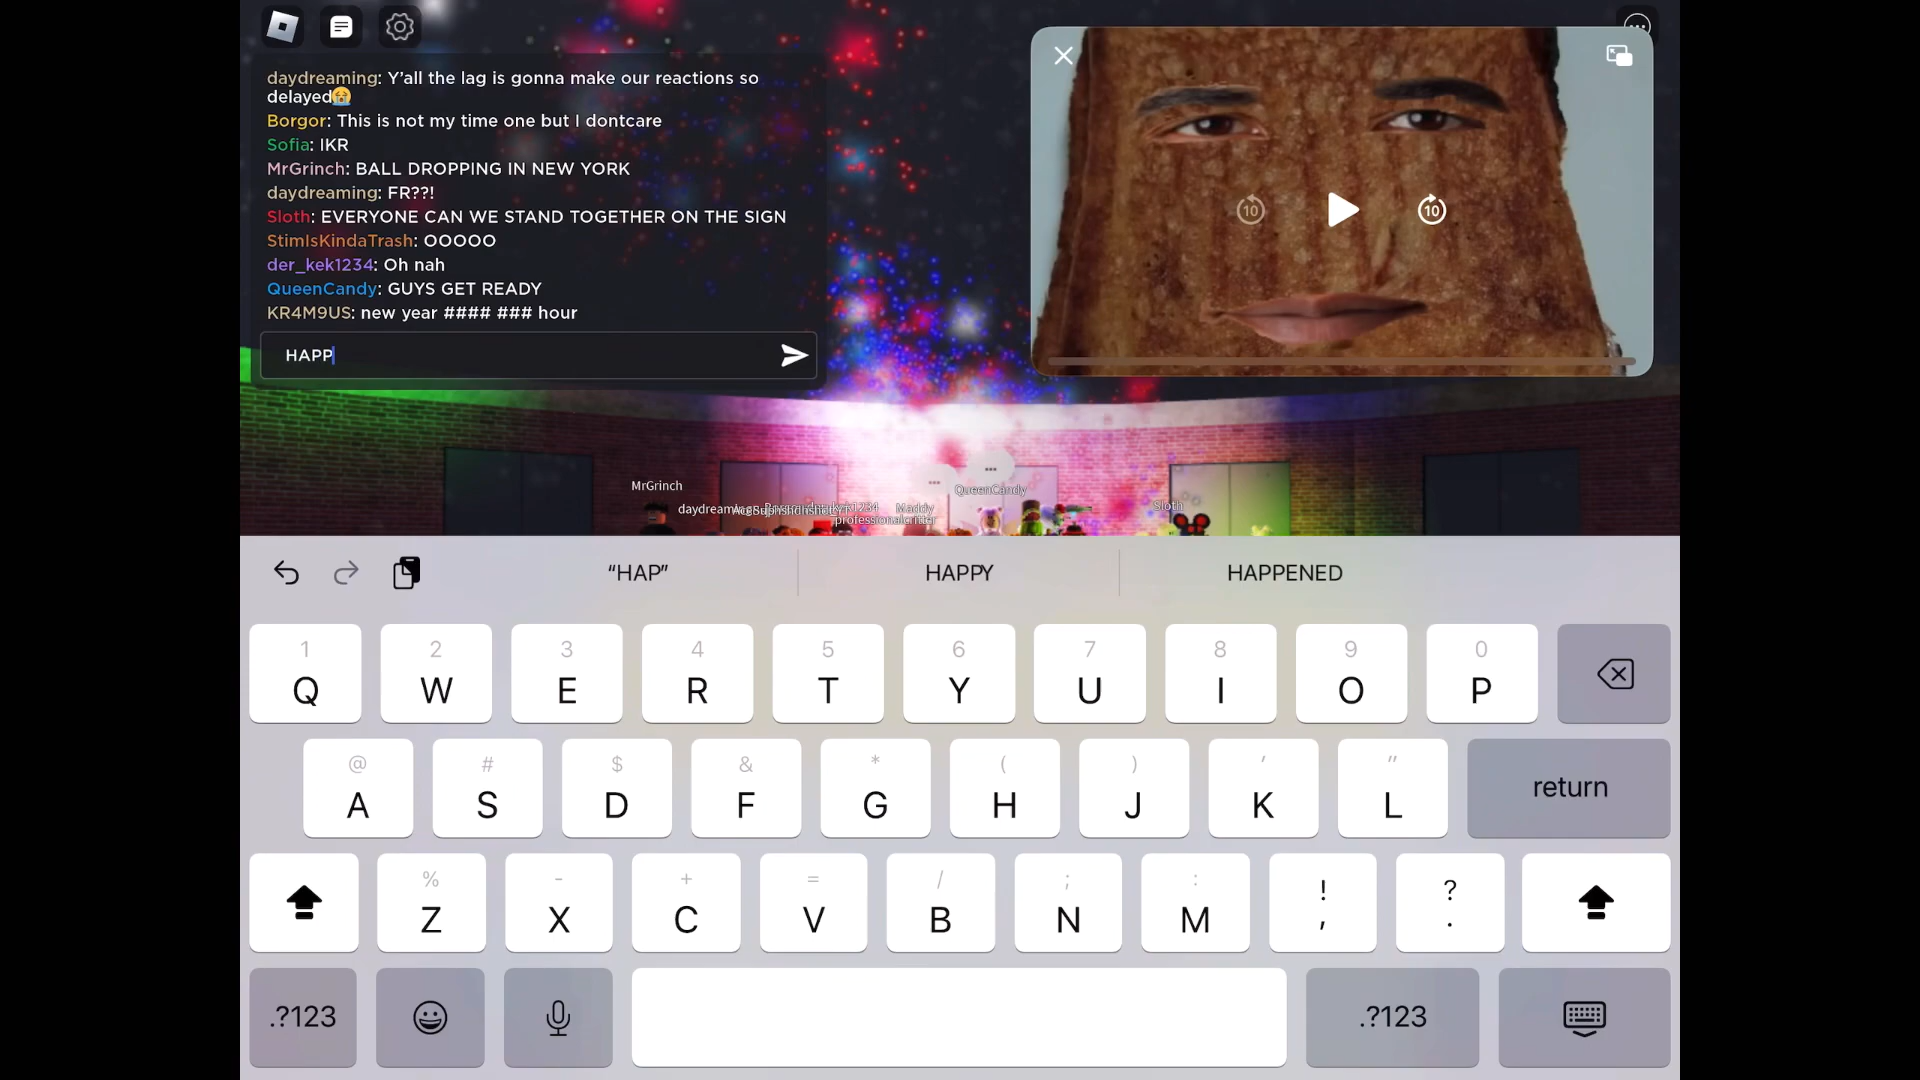 daydreaming: Y’all the lag is gonna make our reactions so
delayed😭
Borgor: This is not my time one but I dontcare
Sofia: IKR
MrGrinch: BALL DROPPING IN NEW YORK
daydreaming: FR??!
Sloth: EVERYONE CAN WE STAND TOGETHER ON THE SIGN
StimIsKindaTrash: OOOOO
der_kek1234: Oh nah
QueenCandy: GUYS GET READY
KR4M9US: new year #### ### hour
HAPP
10 10
MrGrinch
QueenCandy
Maddy
Sloth
“HAP” HAPPY HAPPENED
1 2 3 4 5 6 7 8 9 0
Q W E R T Y U I O P
@ # $ & * ( ) ' "
A S D F G H J K L return
% - + = / ; : ! ?
Z X C V B N M , .
.?123 .?123